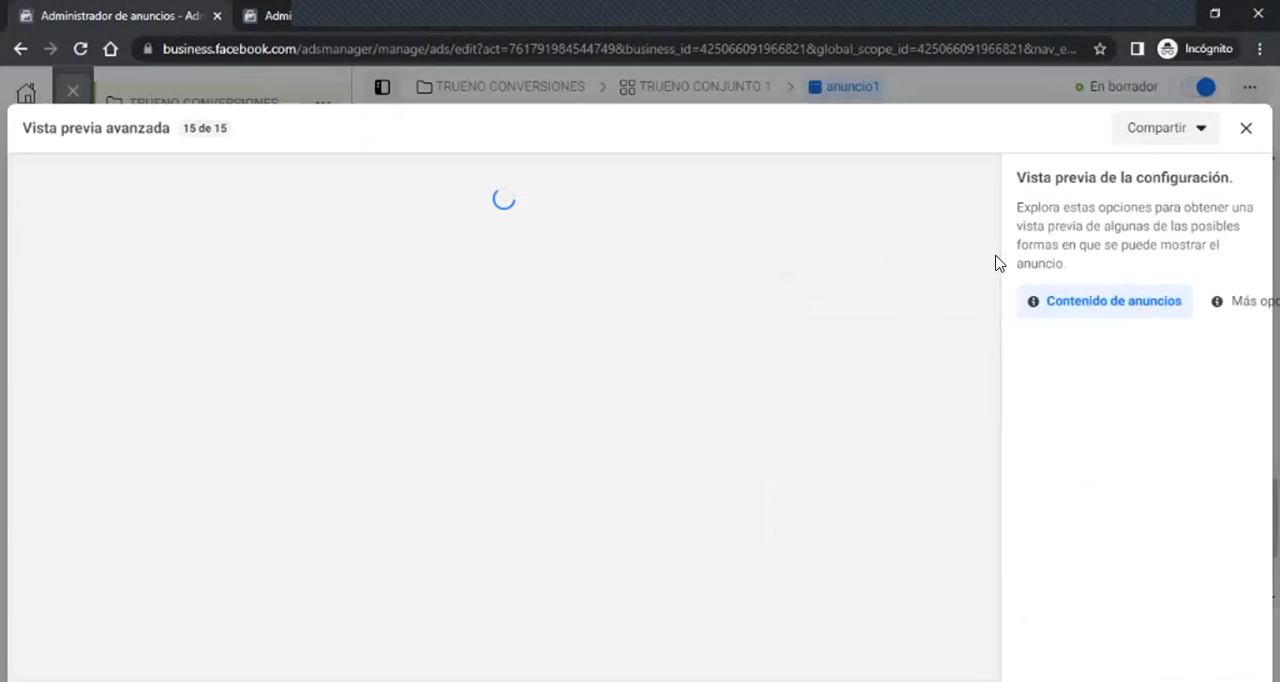 Administrador de anuncios - Adm
Admi
business.facebook.com/adsmanager/manage/ads/edit?act=761791984544749&business_id=425066091966821&global_scope_id=425066091966821&nav_e...
Incógnito
TRUENO CONVERSIONES
TRUENO CONVERSIONES > TRUENO CONJUNTO 1 > anuncio1
En borrador
Vista previa avanzada 15 de 15
Compartir
Vista previa de la configuración.
Explora estas opciones para obtener una
vista previa de algunas de las posibles
formas en que se puede mostrar el
anuncio.
Contenido de anuncios
Más opc